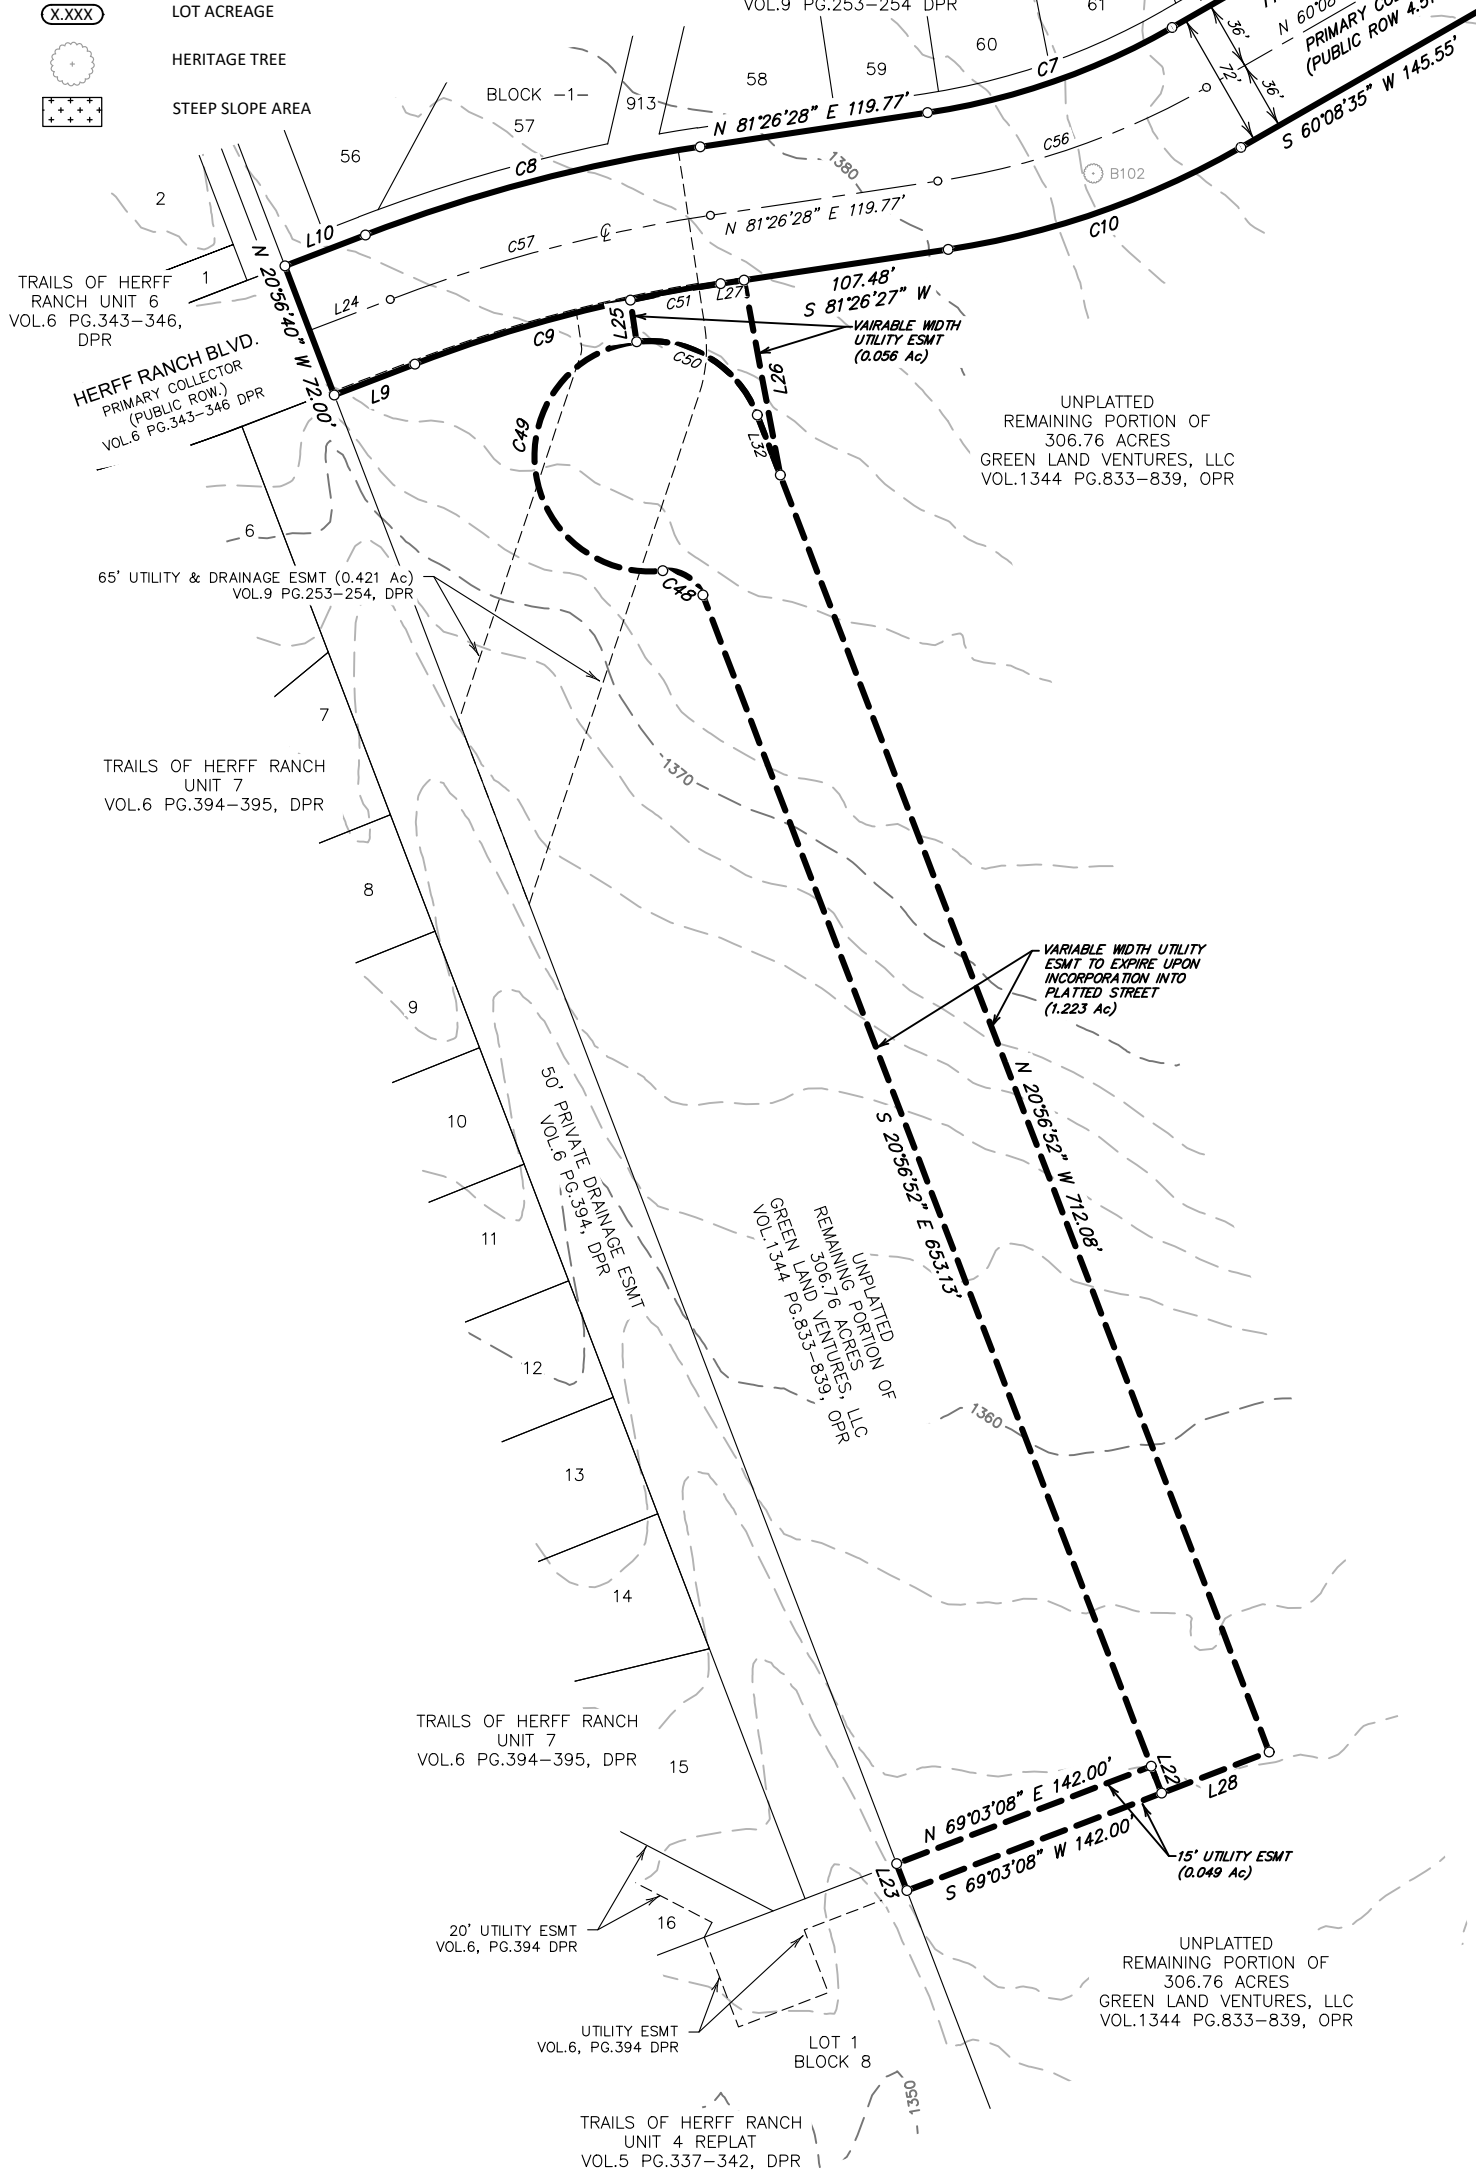 X.XXX
LOT ACREAGE
HERITAGE TREE
STEEP SLOPE AREA
VOL.9 PG.253–254 DPR
61
60
59
58
BLOCK -1-
913
57
56
2
1
C7
N 81°26'28" E 119.77'
C8
L10
36'
72'
36'
PRIMARY
(PUBLIC ROW
S 60°08'35" W 145.55'
C56
B102
1380
N 81°26'28" E 119.77'
C57
℄
L24
C10
107.48'
S 81°26'27" W
L27
C51
L25
C9
L9
N 20°56'40" W 72.00'
TRAILS OF HERFF
RANCH UNIT 6
VOL.6 PG.343–346,
DPR
HERFF RANCH BLVD.
PRIMARY COLLECTOR
(PUBLIC ROW.)
VOL.6 PG.343–346 DPR
VAIRABLE WIDTH
UTILITY ESMT
(0.056 Ac)
C50
L26
L32
C49
C48
UNPLATTED
REMAINING PORTION OF
306.76 ACRES
GREEN LAND VENTURES, LLC
VOL.1344 PG.833–839, OPR
6
65' UTILITY & DRAINAGE ESMT (0.421 Ac)
VOL.9 PG.253–254, DPR
7
1370
TRAILS OF HERFF RANCH
UNIT 7
VOL.6 PG.394–395, DPR
8
9
VARIABLE WIDTH UTILITY
ESMT TO EXPIRE UPON
INCORPORATION INTO
PLATTED STREET
(1.223 Ac)
10
50' PRIVATE DRAINAGE ESMT
VOL.6 PG.394, DPR
S 20°56'52" E 653.13'
N 20°56'52" W 712.08'
11
UNPLATTED
REMAINING PORTION OF
306.76 ACRES
GREEN LAND VENTURES, LLC
VOL.1344 PG.833–839, OPR
12
1360
13
14
TRAILS OF HERFF RANCH
UNIT 7
VOL.6 PG.394–395, DPR
15
N 69°03'08" E 142.00'
L22
L28
S 69°03'08" W 142.00'
L23
15' UTILITY ESMT
(0.049 Ac)
16
20' UTILITY ESMT
VOL.6, PG.394 DPR
UNPLATTED
REMAINING PORTION OF
306.76 ACRES
GREEN LAND VENTURES, LLC
VOL.1344 PG.833–839, OPR
UTILITY ESMT
VOL.6, PG.394 DPR
LOT 1
BLOCK 8
1350
TRAILS OF HERFF RANCH
UNIT 4 REPLAT
VOL.5 PG.337–342, DPR